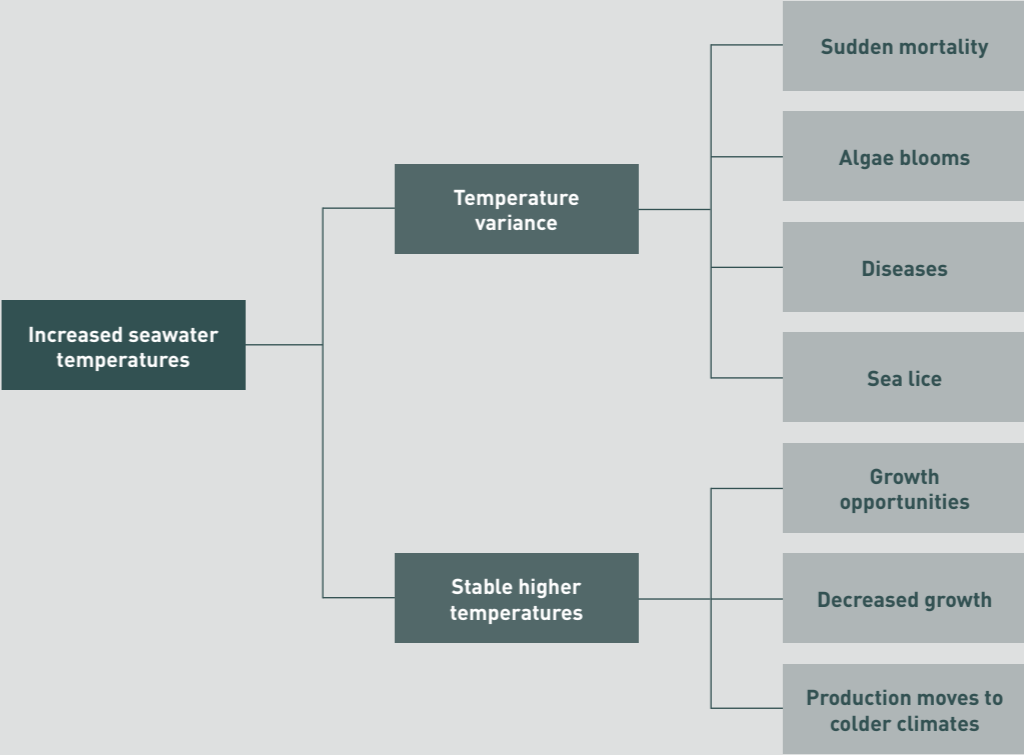 Increased seawater
temperatures
Temperature
variance
Sudden mortality
Algae blooms
Diseases
Sea lice
Stable higher
temperatures
Growth
opportunities
Decreased growth
Production moves to
colder climates